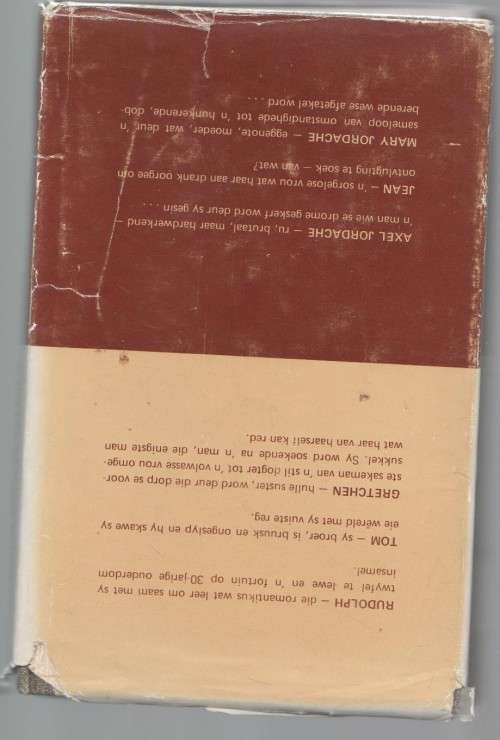 RUDOLPH — die romantikus wat leer om saam met sy
twyfel te lewe en 'n fortuin op 30-jarige ouderdom
insamel.
TOM — sy broer, is bruusk en ongeslyp en hy skawe sy
eie wêreld met sy vuiste reg.
GRETCHEN — hulle suster, word deur die dorp se voor-
ste sakeman van 'n stil dogter tot 'n volwasse vrou omge-
sukkel. Sy word soekende na 'n man, die enigste man
wat haar van haarself kan red.
AXEL JORDACHE — ru, brutaal, maar hardwerkend —
'n man se wie drome geskerf word deur sy gesin . . . .
JEAN — 'n sorgelose vrou wat haar aan drank oorgee om
ontvlugting te soek — van wat?
MARY JORDACHE — eggenote, moeder, wat deur 'n
sameloop van omstandighede tot 'n hunkerende, dob-
berende wese afgetakel word . . .